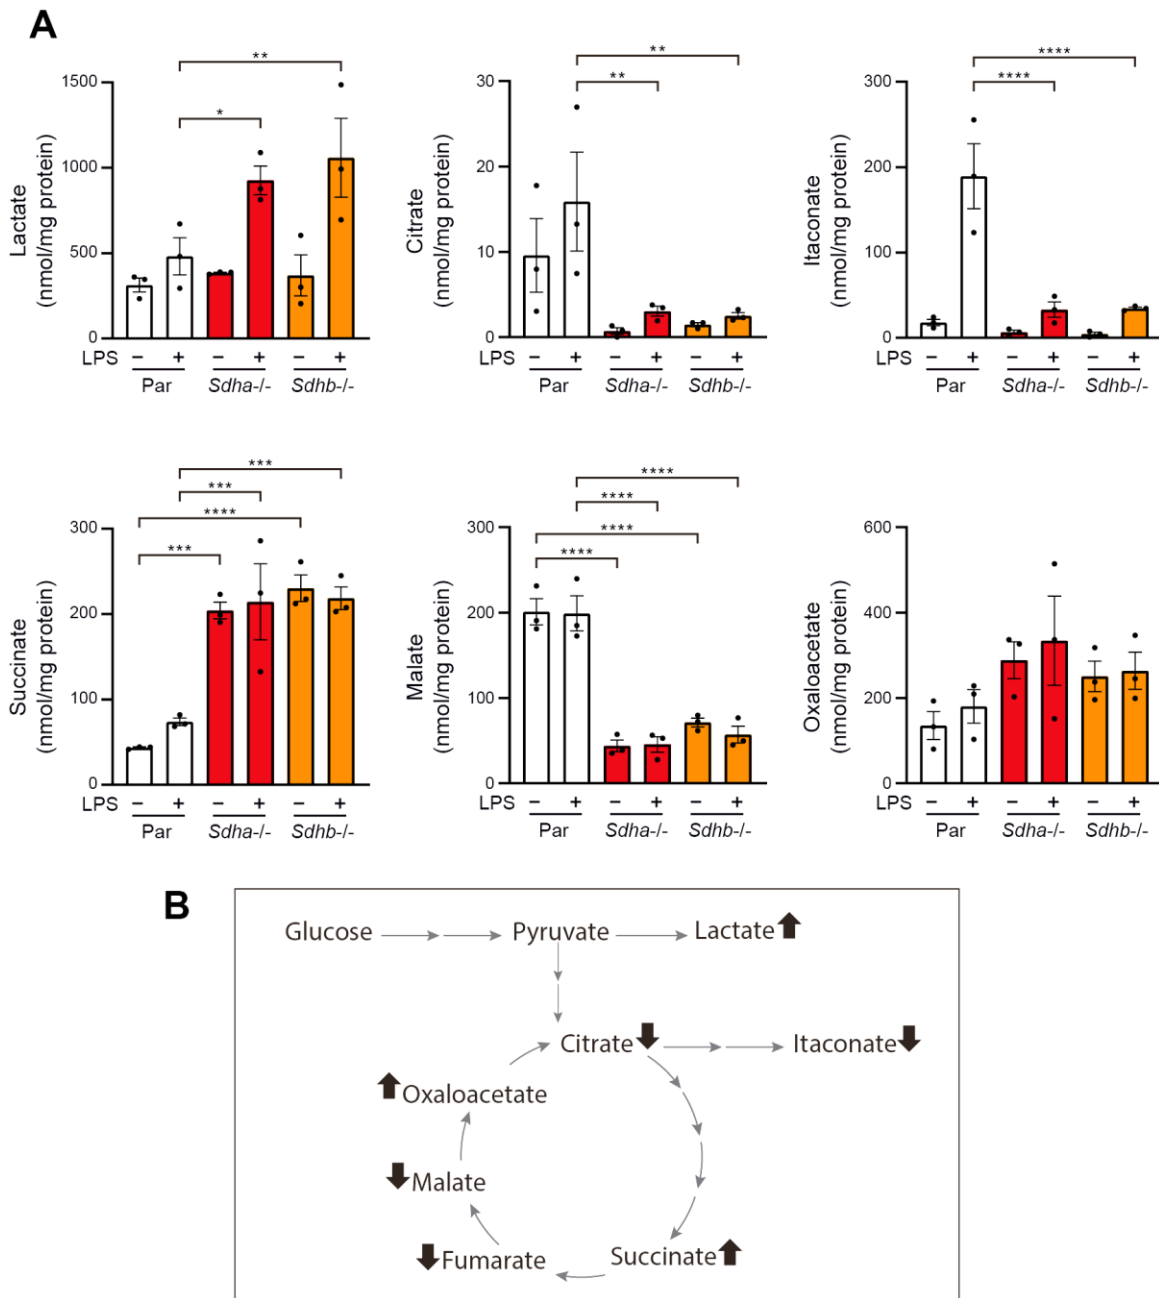 A
** 
*
1500
1000
500
0
Lactate
(nmol/mg protein)
LPS – + – + – +
Par Sdha-/- Sdhb-/-
**
**
30
20
10
0
Citrate
(nmol/mg protein)
LPS – + – + – +
Par Sdha-/- Sdhb-/-
****
****
300
200
100
0
Itaconate
(nmol/mg protein)
LPS – + – + – +
Par Sdha-/- Sdhb-/-
***
***
****
***
300
200
100
0
Succinate
(nmol/mg protein)
LPS – + – + – +
Par Sdha-/- Sdhb-/-
****
****
****
****
300
200
100
0
Malate
(nmol/mg protein)
LPS – + – + – +
Par Sdha-/- Sdhb-/-
600
400
200
0
Oxaloacetate
(nmol/mg protein)
LPS – + – + – +
Par Sdha-/- Sdhb-/-
B
Glucose Pyruvate Lactate
Citrate Itaconate
Oxaloacetate
Malate
Fumarate Succinate